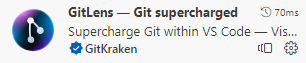 GitLens — Git supercharged 70ms
Supercharge Git within VS Code — Vis...
GitKraken